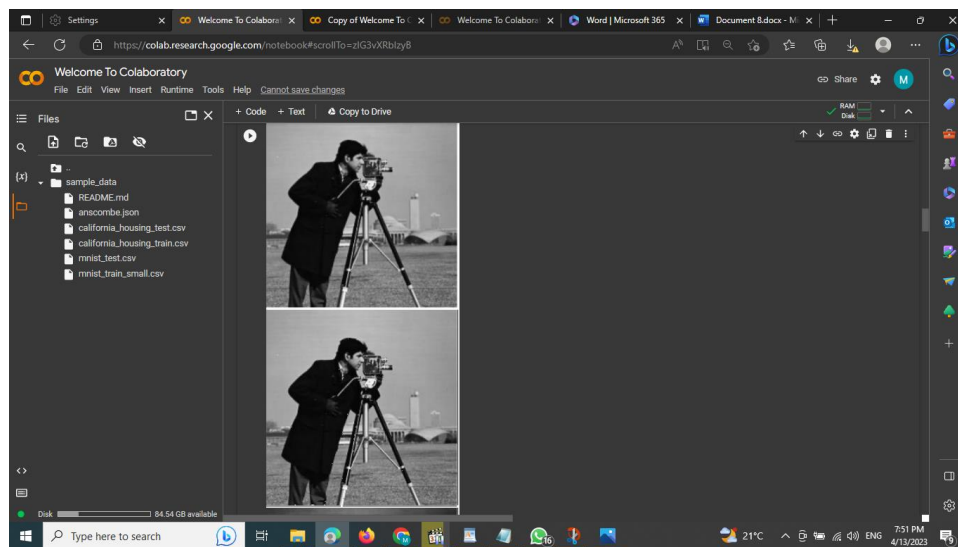 Settings
Welcome To Colaborat
Copy of Welcome To C
Welcome To Colabora
Word | Microsoft 365
Document 8.docx - Mi
https://colab.research.google.com/notebook#scrollTo=zIG3vXRbIzyB
Welcome To Colaboratory
File Edit View Insert Runtime Tools Help Cannot save changes
Share
M
Files
+ Code + Text Copy to Drive
RAM
Disk
{x}
..
sample_data
README.md
anscombe.json
california_housing_test.csv
california_housing_train.csv
mnist_test.csv
mnist_train_small.csv
Disk 84.54 GB available
Type here to search
16
21°C
ENG
7:51 PM
4/13/2023
9